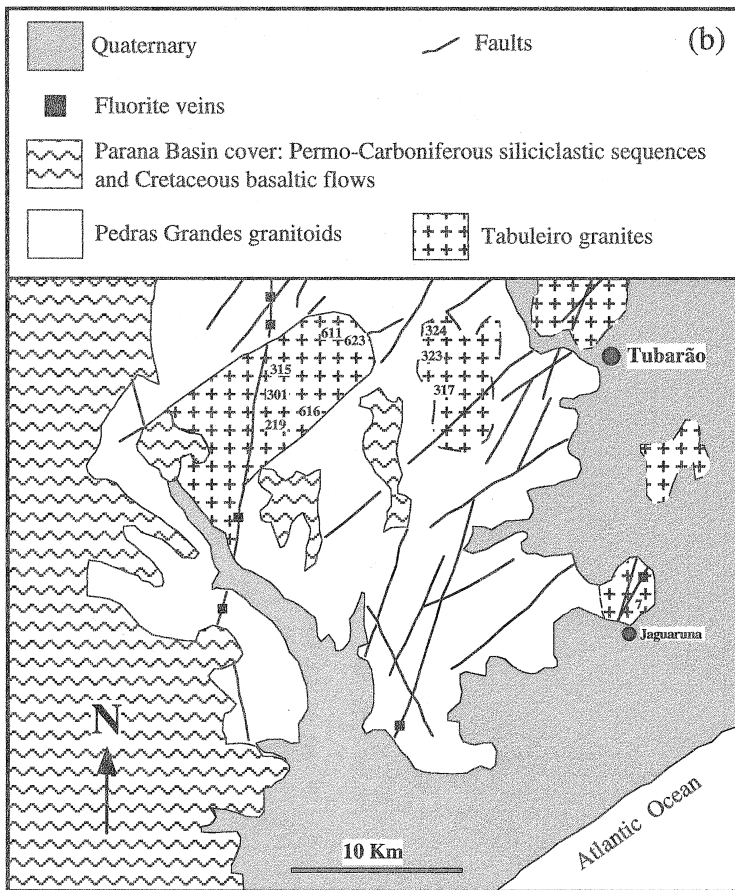 Quaternary
Faults
(b)
Fluorite veins
Parana Basin cover: Permo-Carboniferous siliciclastic sequences
and Cretaceous basaltic flows
Pedras Grandes granitoids
Tabuleiro granites
611
623
324
323
Tubarão
315
317
301
616
219
7
Jaguaruna
N
10 Km
Atlantic Ocean